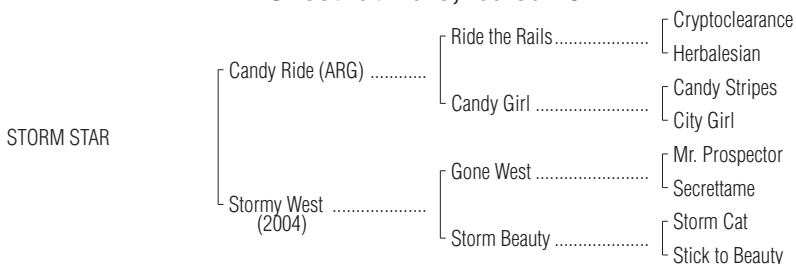 Cryptoclearance
Ride the Rails....................
Herbalesian
Candy Ride (ARG) ............
Candy Stripes
Candy Girl ........................
City Girl
STORM STAR
Mr. Prospector
Gone West ........................
Secrettame
Stormy West ....................
(2004)
Storm Cat
Storm Beauty ....................
Stick to Beauty